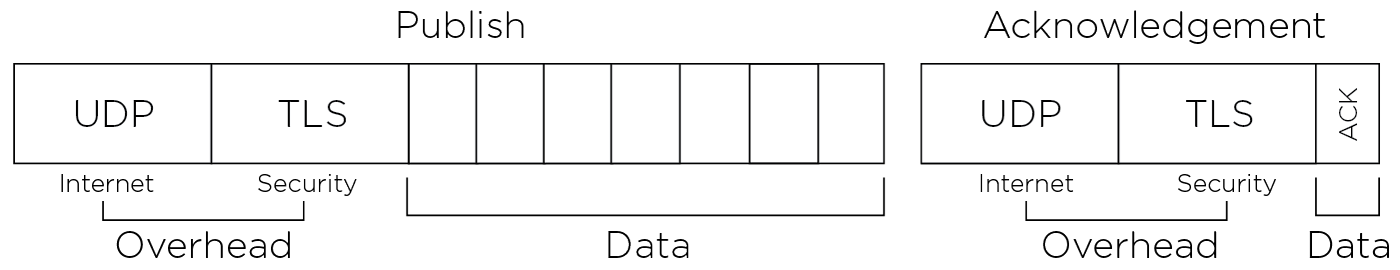 Publish
Acknowledgement
UDP TLS
UDP TLS ACK
Internet Security
Internet Security
Overhead Data
Overhead Data